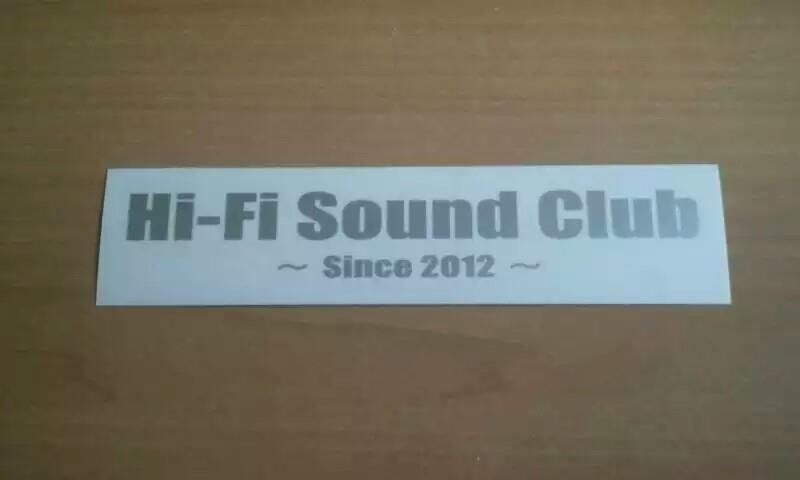 Hi-Fi Sound Club
～ Since 2012 ～